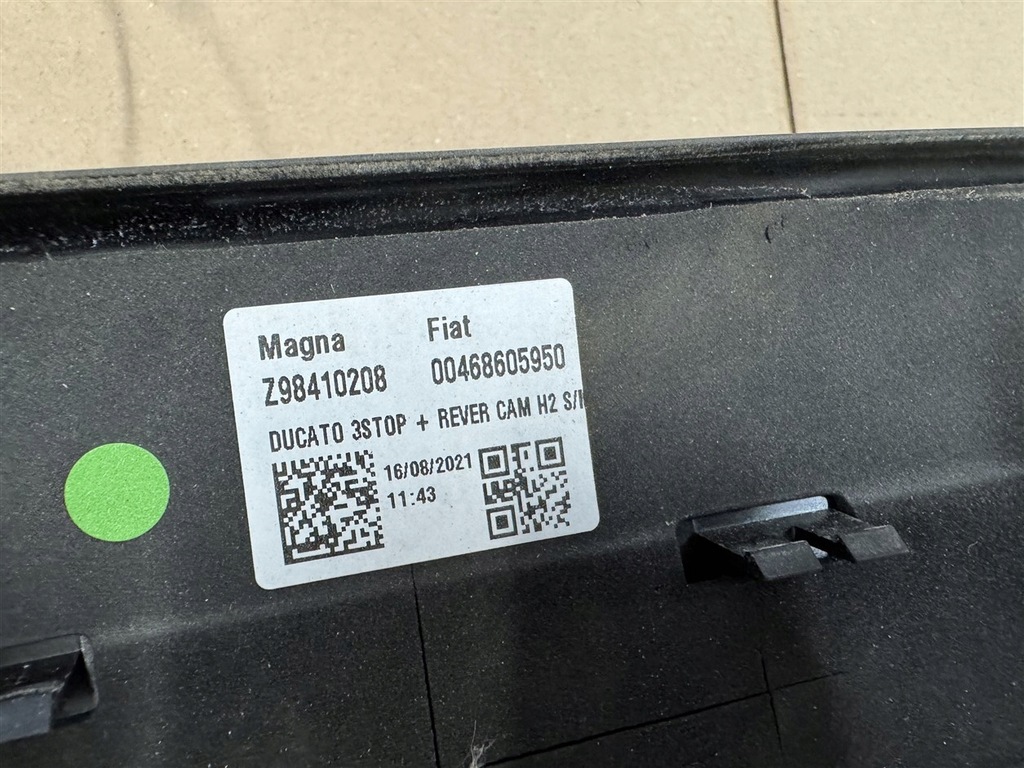 Magna Fiat
Z98410208 00468605950
DUCATO 3STOP + REVER CAM H2
16/08/2021
11:43